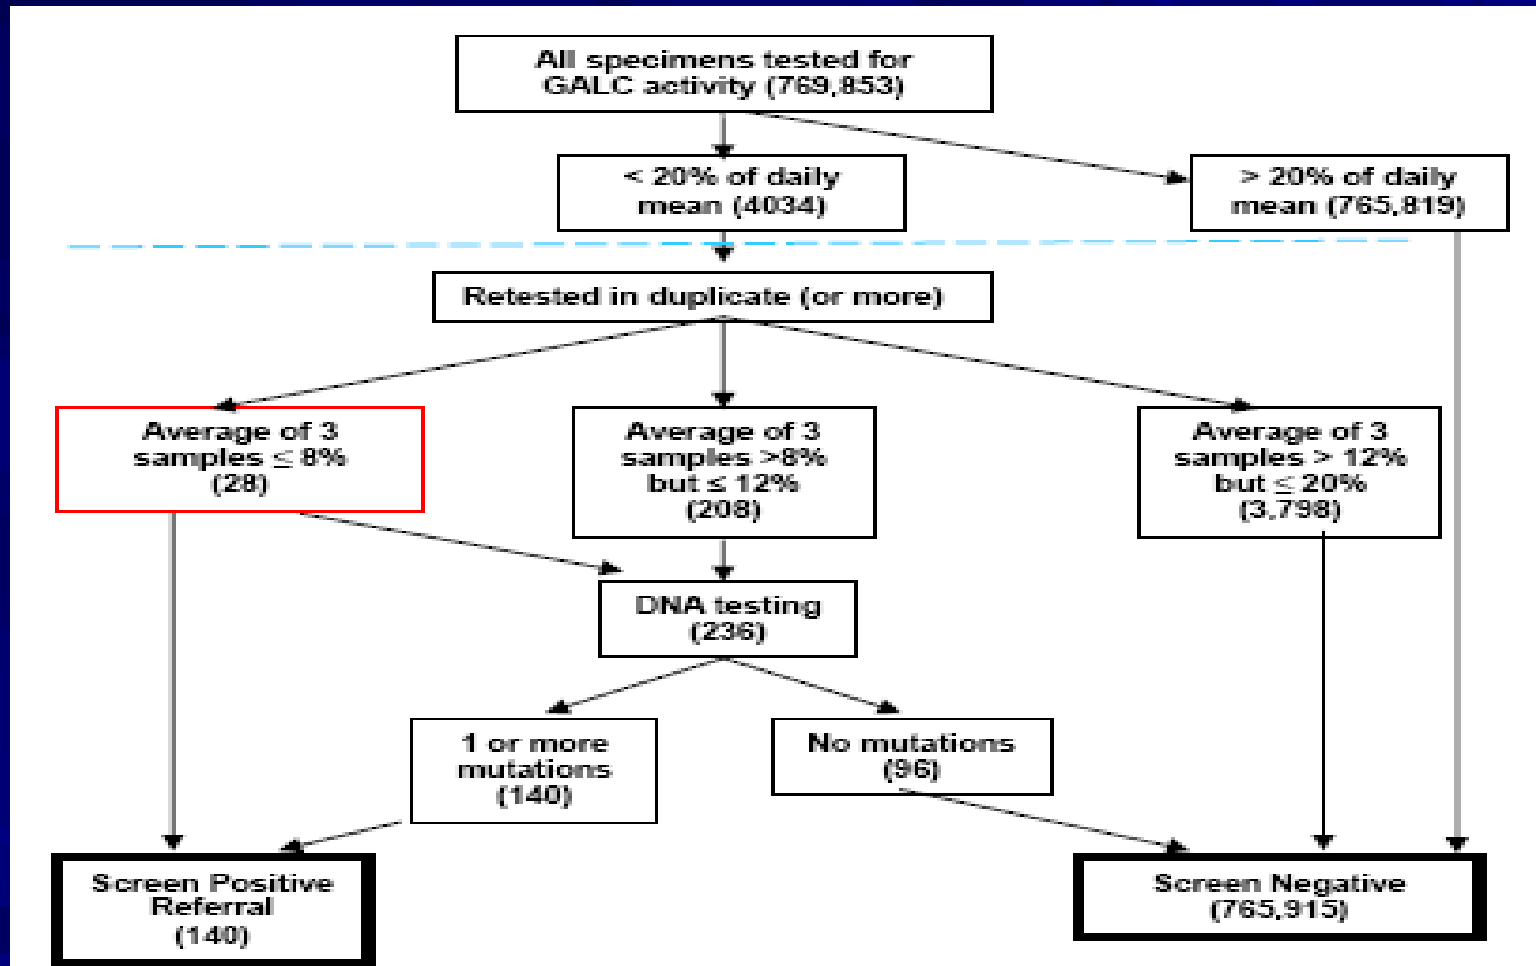 All specimens tested for
GALC activity (769,853)
< 20% of daily
mean (4034)
> 20% of daily
mean (765,819)
Retested in duplicate (or more)
Average of 3
samples ≤ 8%
(28)
Average of 3
samples >8%
but ≤ 12%
(208)
Average of 3
samples > 12%
but ≤ 20%
(3,798)
DNA testing
(236)
1 or more
mutations
(140)
No mutations
(96)
Screen Positive
Referral
(140)
Screen Negative
(765,915)